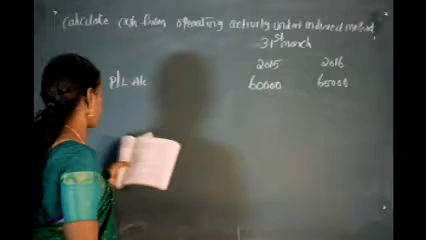 Calculate cash from operating activity under indirect method
31st March
2015 2016
P/L A/c 60000 65000